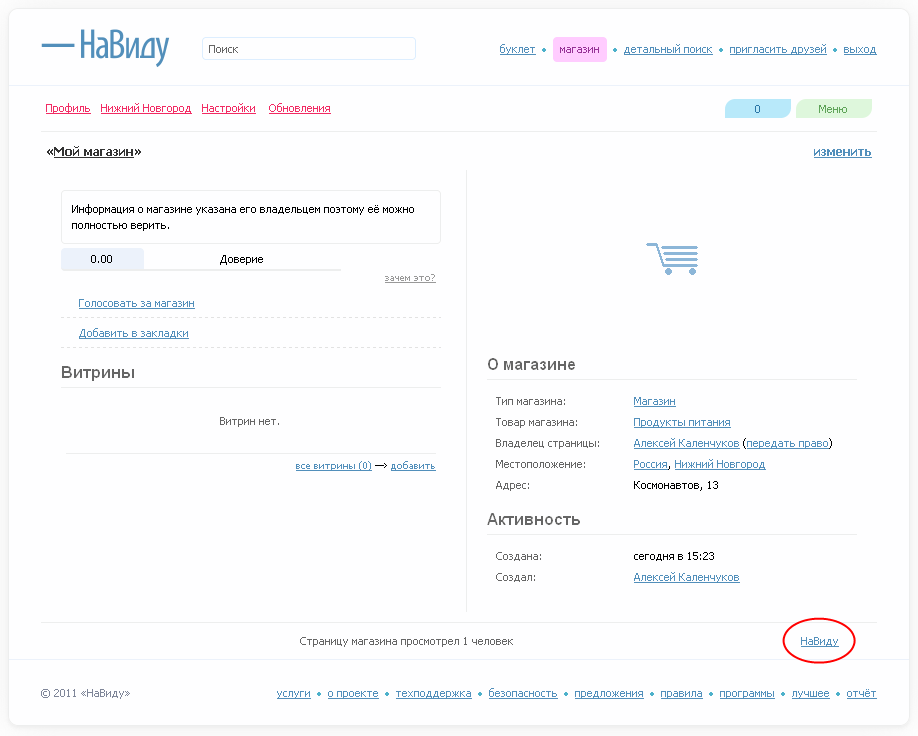 НаВиду
Поиск
буклет • магазин • детальный поиск • пригласить друзей • выход
Профиль Нижний Новгород Настройки Обновления
0 Меню
«Мой магазин»
изменить
Информация о магазине указана его владельцем поэтому её можно
полностью верить.
0.00 Доверие
зачем это?
Голосовать за магазин
Добавить в закладки
Витрины
Витрин нет.
все витрины (0) → добавить
О магазине
Тип магазина: Магазин
Товар магазина: Продукты питания
Владелец страницы: Алексей Каленчуков (передать право)
Местоположение: Россия, Нижний Новгород
Адрес: Космонавтов, 13
Активность
Создана: сегодня в 15:23
Создал: Алексей Каленчуков
Страницу магазина просмотрел 1 человек
НаВиду
© 2011 «НаВиду»
услуги • о проекте • техподдержка • безопасность • предложения • правила • программы • лучшее • отчёт